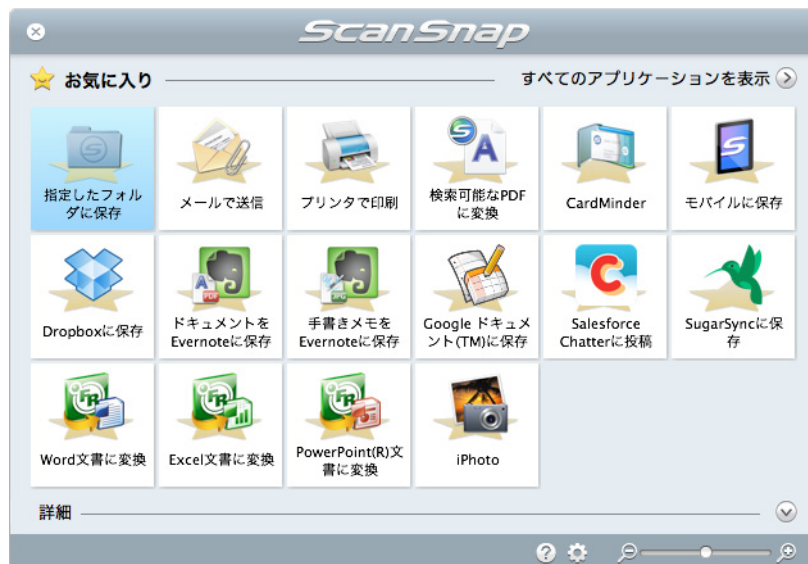 ScanSnap
お気に入り
すべてのアプリケーションを表示
指定したフォル
ダに保存
メールで送信
プリンタで印刷
検索可能なPDF
に変換
CardMinder
モバイルに保存
Dropboxに保存
ドキュメントを
Evernoteに保存
手書きメモを
Evernoteに保存
Google ドキュメ
ント(TM)に保存
Salesforce
Chatterに投稿
SugarSyncに保
存
Word文書に変換
Excel文書に変換
PowerPoint(R)文
書に変換
iPhoto
詳細